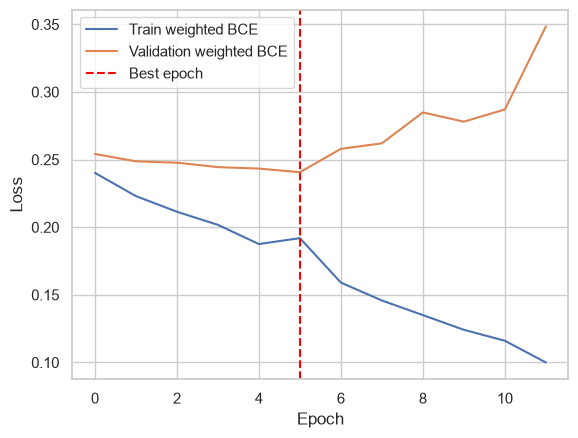 Train weighted BCE
Validation weighted BCE
Best epoch
0.35
0.30
0.25
0.20
0.15
0.10
Loss
0 2 4 6 8 10
Epoch